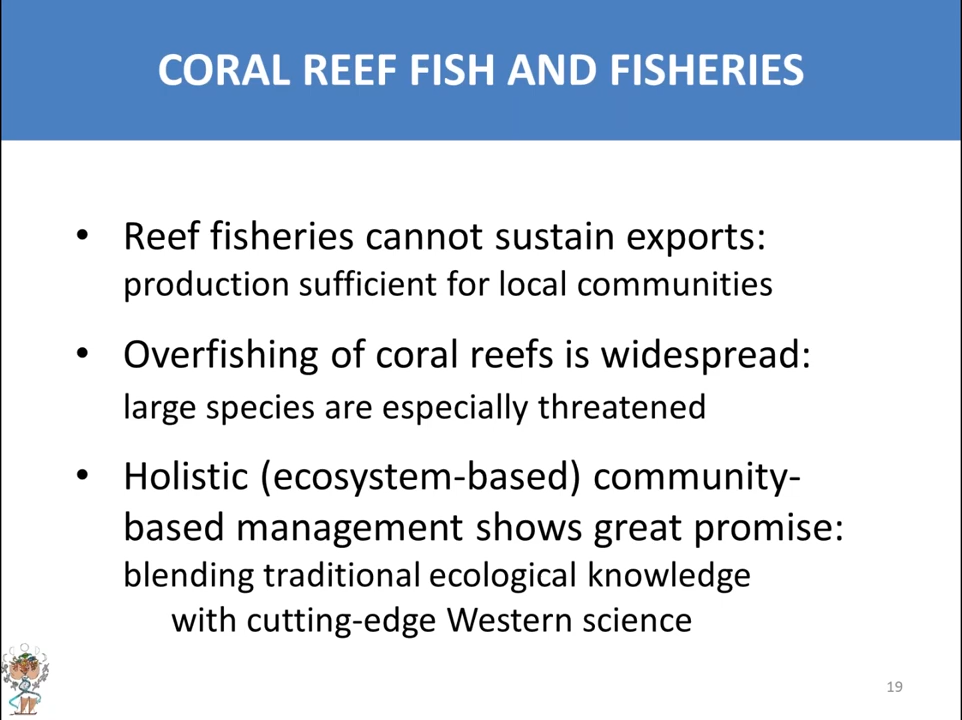 CORAL REEF FISH AND FISHERIES
• Reef fisheries cannot sustain exports:
production sufficient for local communities
• Overfishing of coral reefs is widespread:
large species are especially threatened
• Holistic (ecosystem-based) community-
based management shows great promise:
blending traditional ecological knowledge
with cutting-edge Western science
19